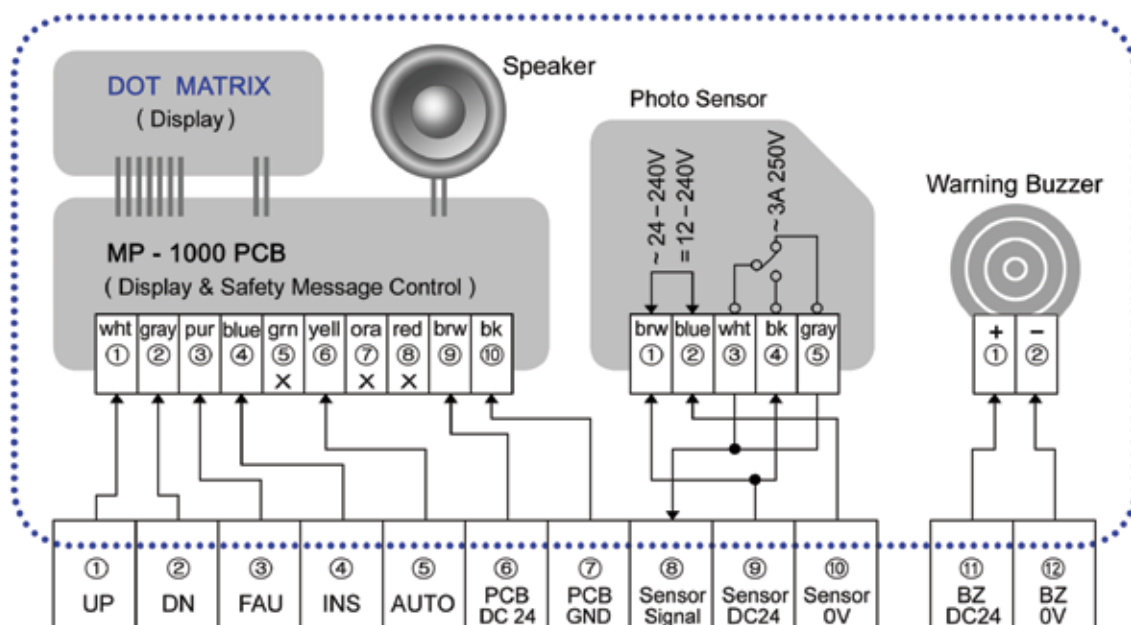 DOT MATRIX
( Display )
Speaker
Photo Sensor
~ 24 – 240V
= 12 – 240V
~ 3A 250V
Warning Buzzer
MP - 1000 PCB
( Display & Safety Message Control )
wht gray pur blue grn yell ora red brw bk
① ② ③ ④ ⑤ ⑥ ⑦ ⑧ ⑨ ⑩
X X X
brw blue wht bk gray
① ② ③ ④ ⑤
+ −
① ②
① ② ③ ④ ⑤ ⑥ ⑦ ⑧ ⑨ ⑩ ⑪ ⑫
UP DN FAU INS AUTO PCB PCB Sensor Sensor Sensor BZ BZ
DC 24 GND Signal DC24 0V DC24 0V